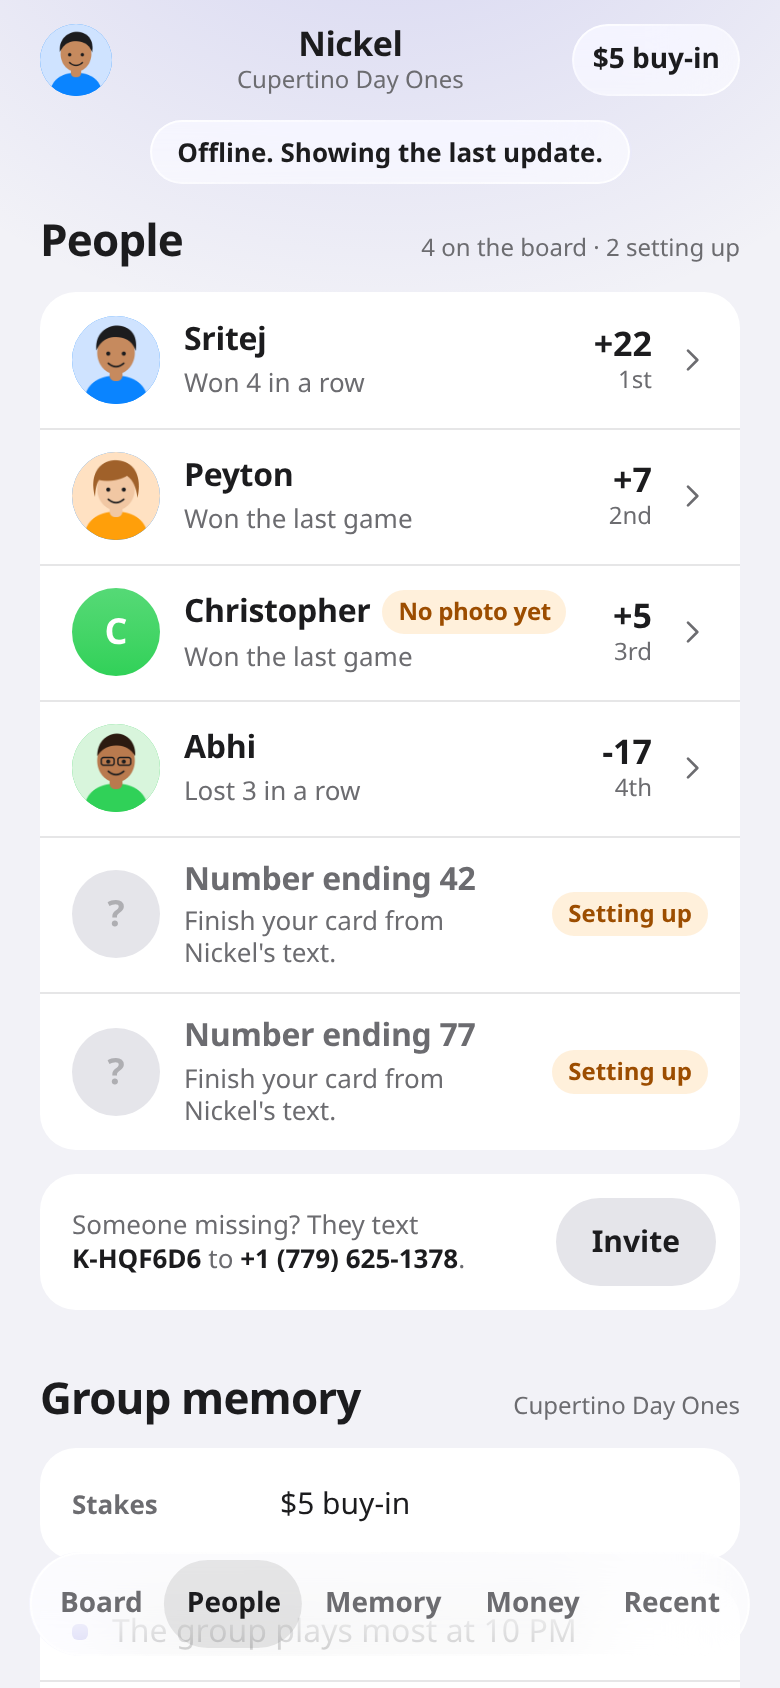 Nickel
Cupertino Day Ones
$5 buy-in
Offline. Showing the last update.
People
4 on the board · 2 setting up
Sritej
Won 4 in a row
+22
1st
Peyton
Won the last game
+7
2nd
C
Christopher
No photo yet
Won the last game
+5
3rd
Abhi
Lost 3 in a row
-17
4th
?
Number ending 42
Finish your card from
Nickel's text.
Setting up
?
Number ending 77
Finish your card from
Nickel's text.
Setting up
Someone missing? They text
K-HQF6D6 to +1 (779) 625-1378.
Invite
Group memory
Cupertino Day Ones
Stakes
$5 buy-in
Board
People
Memory
Money
Recent
The group plays most at 10 PM